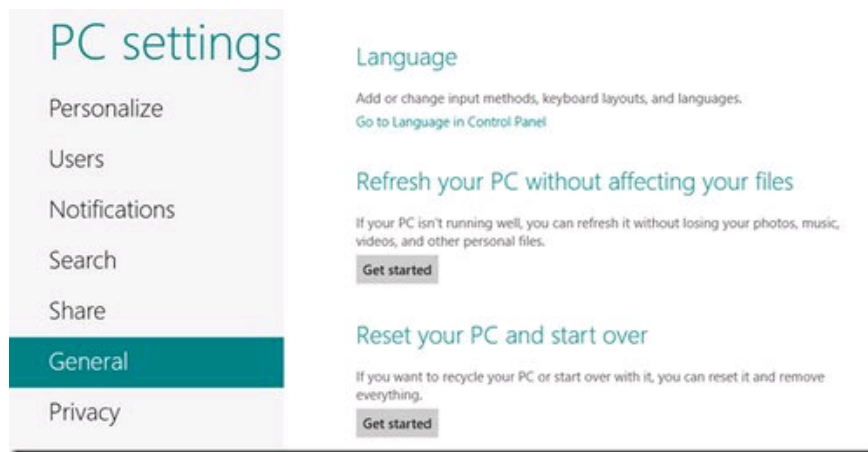 PC settings
Personalize
Users
Notifications
Search
Share
General
Privacy
Language
Add or change input methods, keyboard layouts, and languages.
Go to Language in Control Panel
Refresh your PC without affecting your files
If your PC isn't running well, you can refresh it without losing your photos, music,
videos, and other personal files.
Get started
Reset your PC and start over
If you want to recycle your PC or start over with it, you can reset it and remove
everything.
Get started